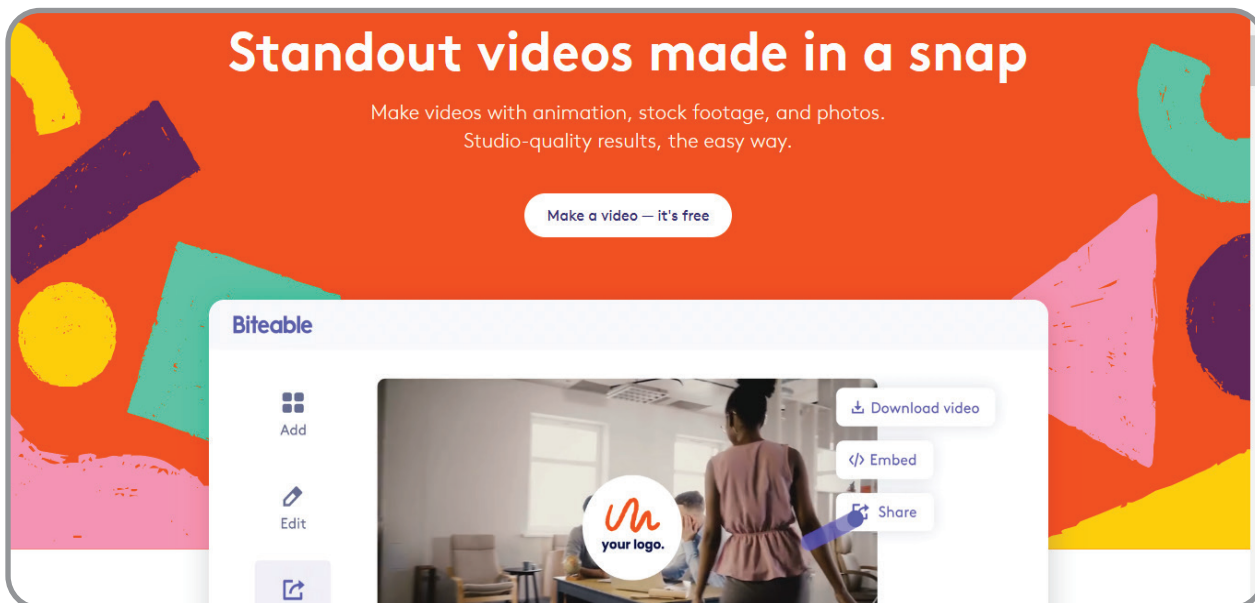 Standout videos made in a snap
Make videos with animation, stock footage, and photos.
Studio-quality results, the easy way.
Make a video — it's free
Biteable
Add
Edit
your logo.
Download video
</> Embed
Share